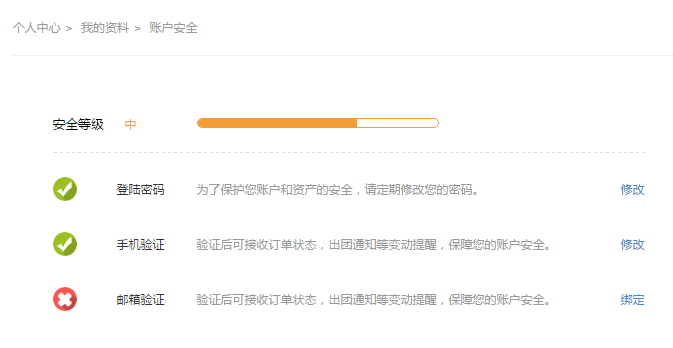 个人中心 > 我的资料 > 账户安全
安全等级 中
登陆密码 为了保护您账户和资产的安全，请定期修改您的密码。 修改
手机验证 验证后可接收订单状态，出团通知等变动提醒，保障您的账户安全。 修改
邮箱验证 验证后可接收订单状态，出团通知等变动提醒，保障您的账户安全。 绑定